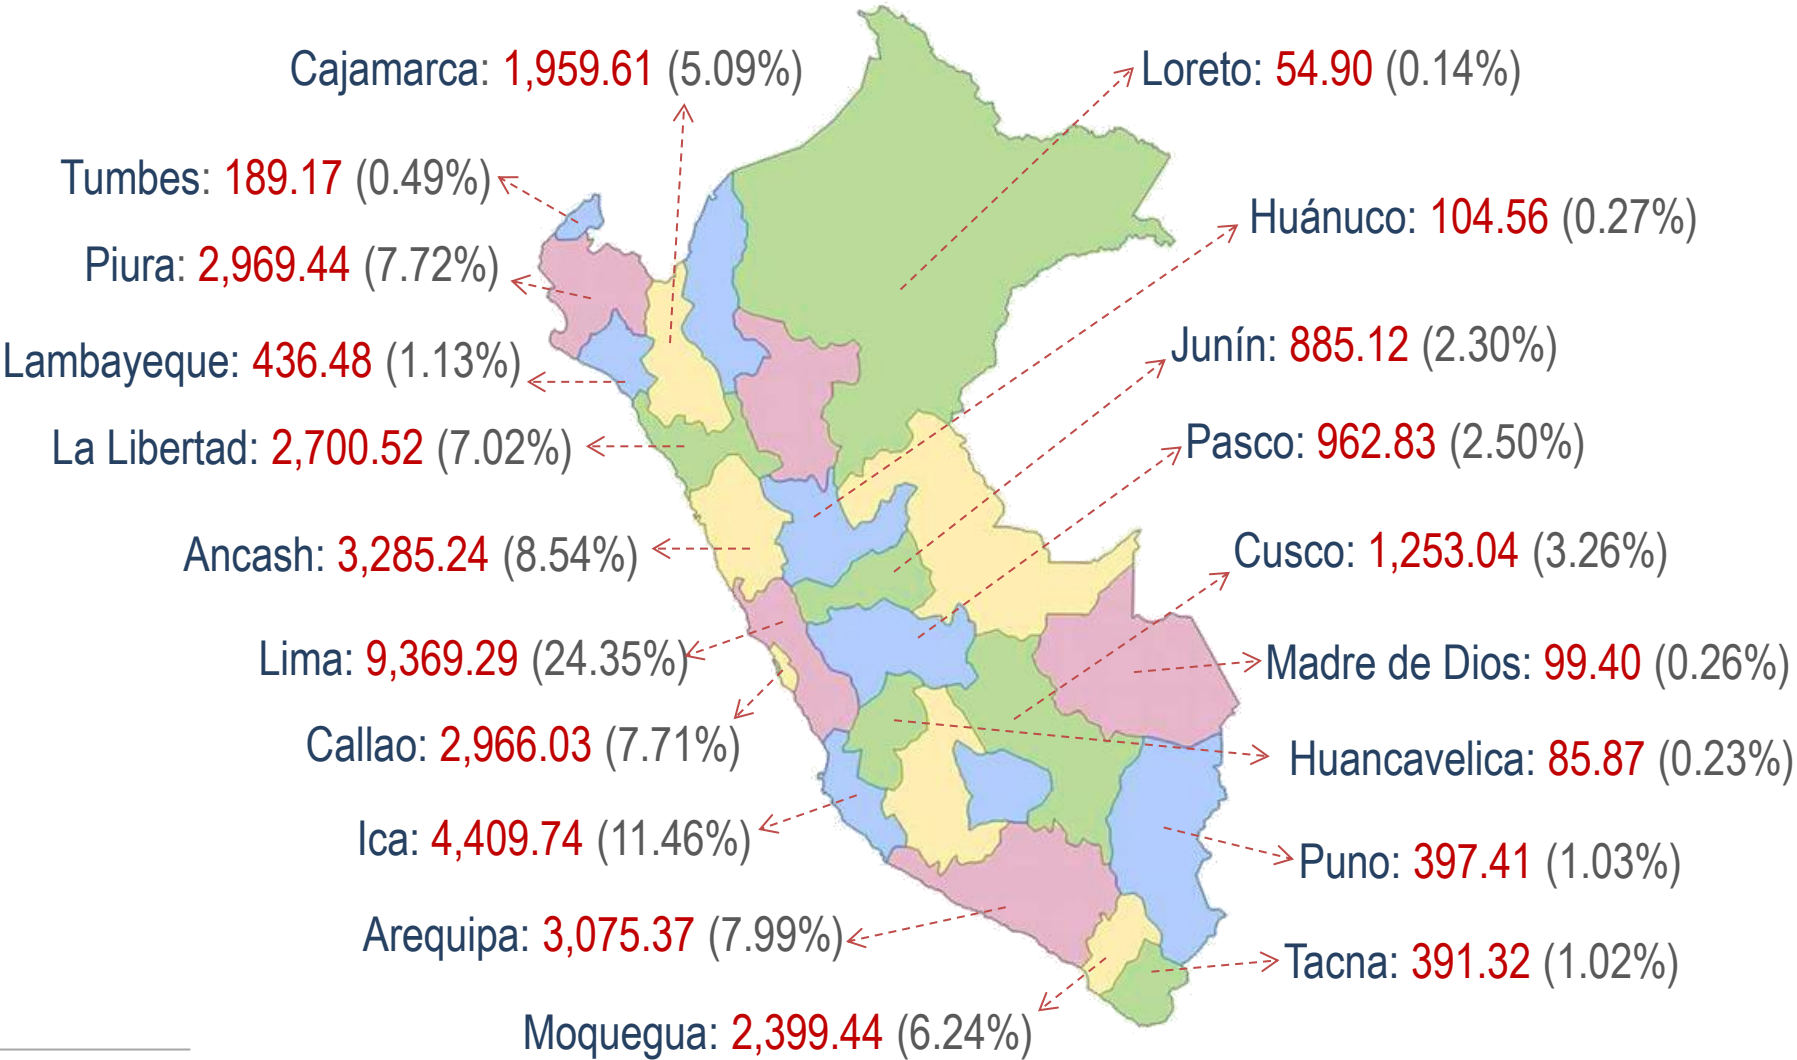 Cajamarca: 1,959.61 (5.09%)
Loreto: 54.90 (0.14%)
Tumbes: 189.17 (0.49%)
Huánuco: 104.56 (0.27%)
Piura: 2,969.44 (7.72%)
Junín: 885.12 (2.30%)
Lambayeque: 436.48 (1.13%)
La Libertad: 2,700.52 (7.02%)
Pasco: 962.83 (2.50%)
Ancash: 3,285.24 (8.54%)
Cusco: 1,253.04 (3.26%)
Lima: 9,369.29 (24.35%)
Madre de Dios: 99.40 (0.26%)
Callao: 2,966.03 (7.71%)
Huancavelica: 85.87 (0.23%)
Ica: 4,409.74 (11.46%)
Puno: 397.41 (1.03%)
Arequipa: 3,075.37 (7.99%)
Tacna: 391.32 (1.02%)
Moquegua: 2,399.44 (6.24%)